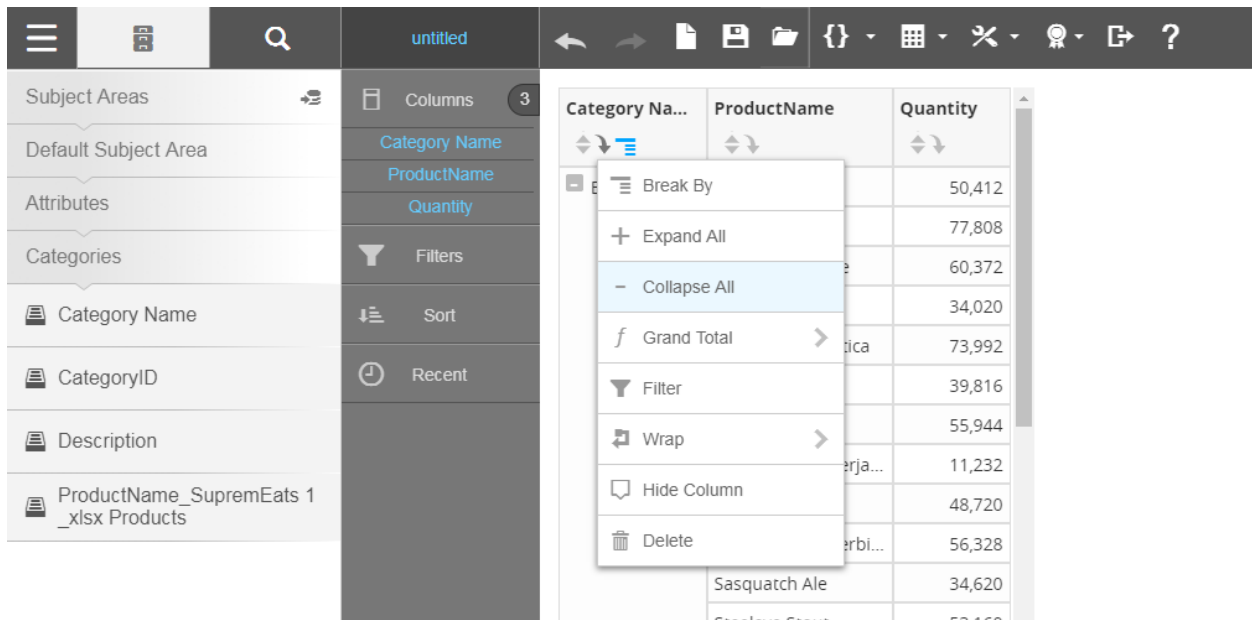 untitled
{}
?
Subject Areas
Default Subject Area
Attributes
Categories
Category Name
CategoryID
Description
ProductName_SupremEats 1
_xlsx Products
Columns 3
Category Name
ProductName
Quantity
Filters
Sort
Recent
Category Na... ProductName Quantity
Break By
Expand All
Collapse All
f Grand Total
Filter
Wrap
Hide Column
Delete
50,412
77,808
60,372
34,020
tica 73,992
39,816
55,944
erja... 11,232
48,720
erbi... 56,328
Sasquatch Ale 34,620